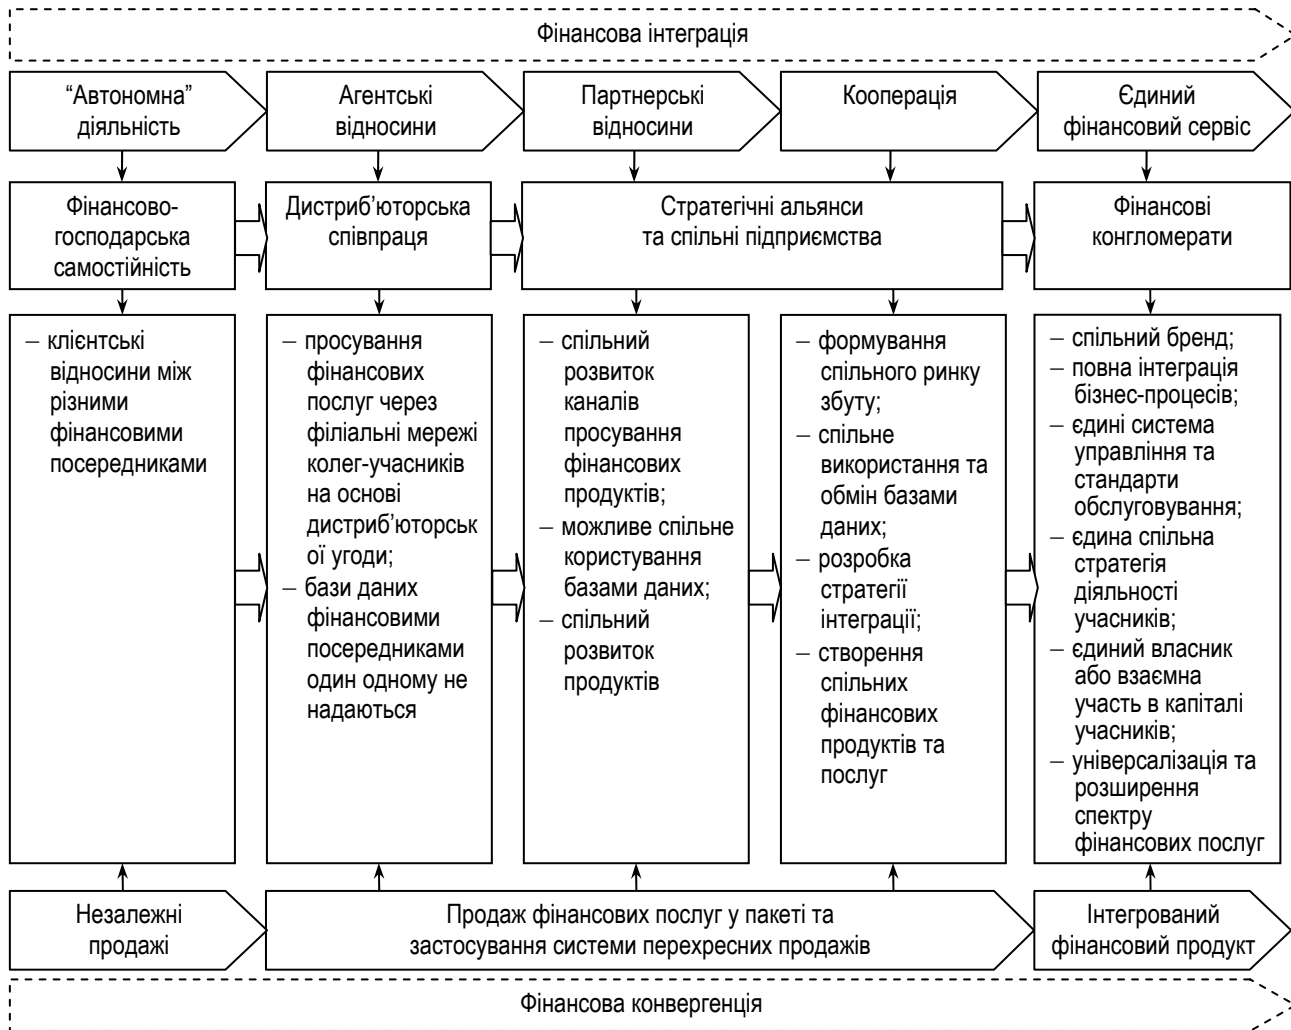 Фінансова інтеграція
“Автономна”
діяльність
Агентські
відносини
Партнерські
відносини
Кооперація
Єдиний
фінансовий сервіс
Фінансово-
господарська
самостійність
Дистриб’юторська
співпраця
Стратегічні альянси
та спільні підприємства
Фінансові
конгломерати
– клієнтські
відносини між
різними
фінансовими
посередниками
– просування
фінансових
послуг через
філіальні мережі
колег-учасників
на основі
дистриб’юторськ
ої угоди;
– бази даних
фінансовими
посередниками
один одному не
надаються
– спільний
розвиток
каналів
просування
фінансових
продуктів;
– можливе спільне
користування
базами даних;
– спільний
розвиток
продуктів
– формування
спільного ринку
збуту;
– спільне
використання та
обмін базами
даних;
– розробка
стратегії
інтеграції;
– створення
спільних
фінансових
продуктів та
послуг
– спільний бренд;
– повна інтеграція
бізнес-процесів;
– єдині система
управління та
стандарти
обслуговування;
– єдина спільна
стратегія
діяльності
учасників;
– єдиний власник
або взаємна
участь в капіталі
учасників;
– універсалізація та
розширення
спектру
фінансових послуг
Незалежні
продажі
Продаж фінансових послуг у пакеті та
застосування системи перехресних продажів
Інтегрований
фінансовий продукт
Фінансова конвергенція